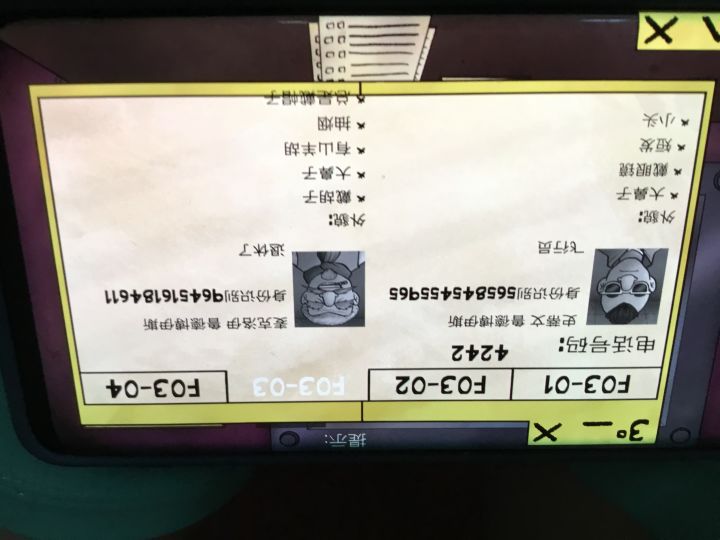 提示:
3° — X
F03-01 F03-02 F03-03 F03-04
电话号码: 4242
史蒂文 鲁德博伊斯
身份识别565845455965
飞行员
外貌:
* 大鼻子
* 戴眼镜
* 短发
* 小头
麦克洛伊 鲁德博伊斯
身份识别964516184611
退休了
外貌:
* 戴胡子
* 大鼻子
* 有山羊胡
* 抽烟
* 总是戴帽子
X